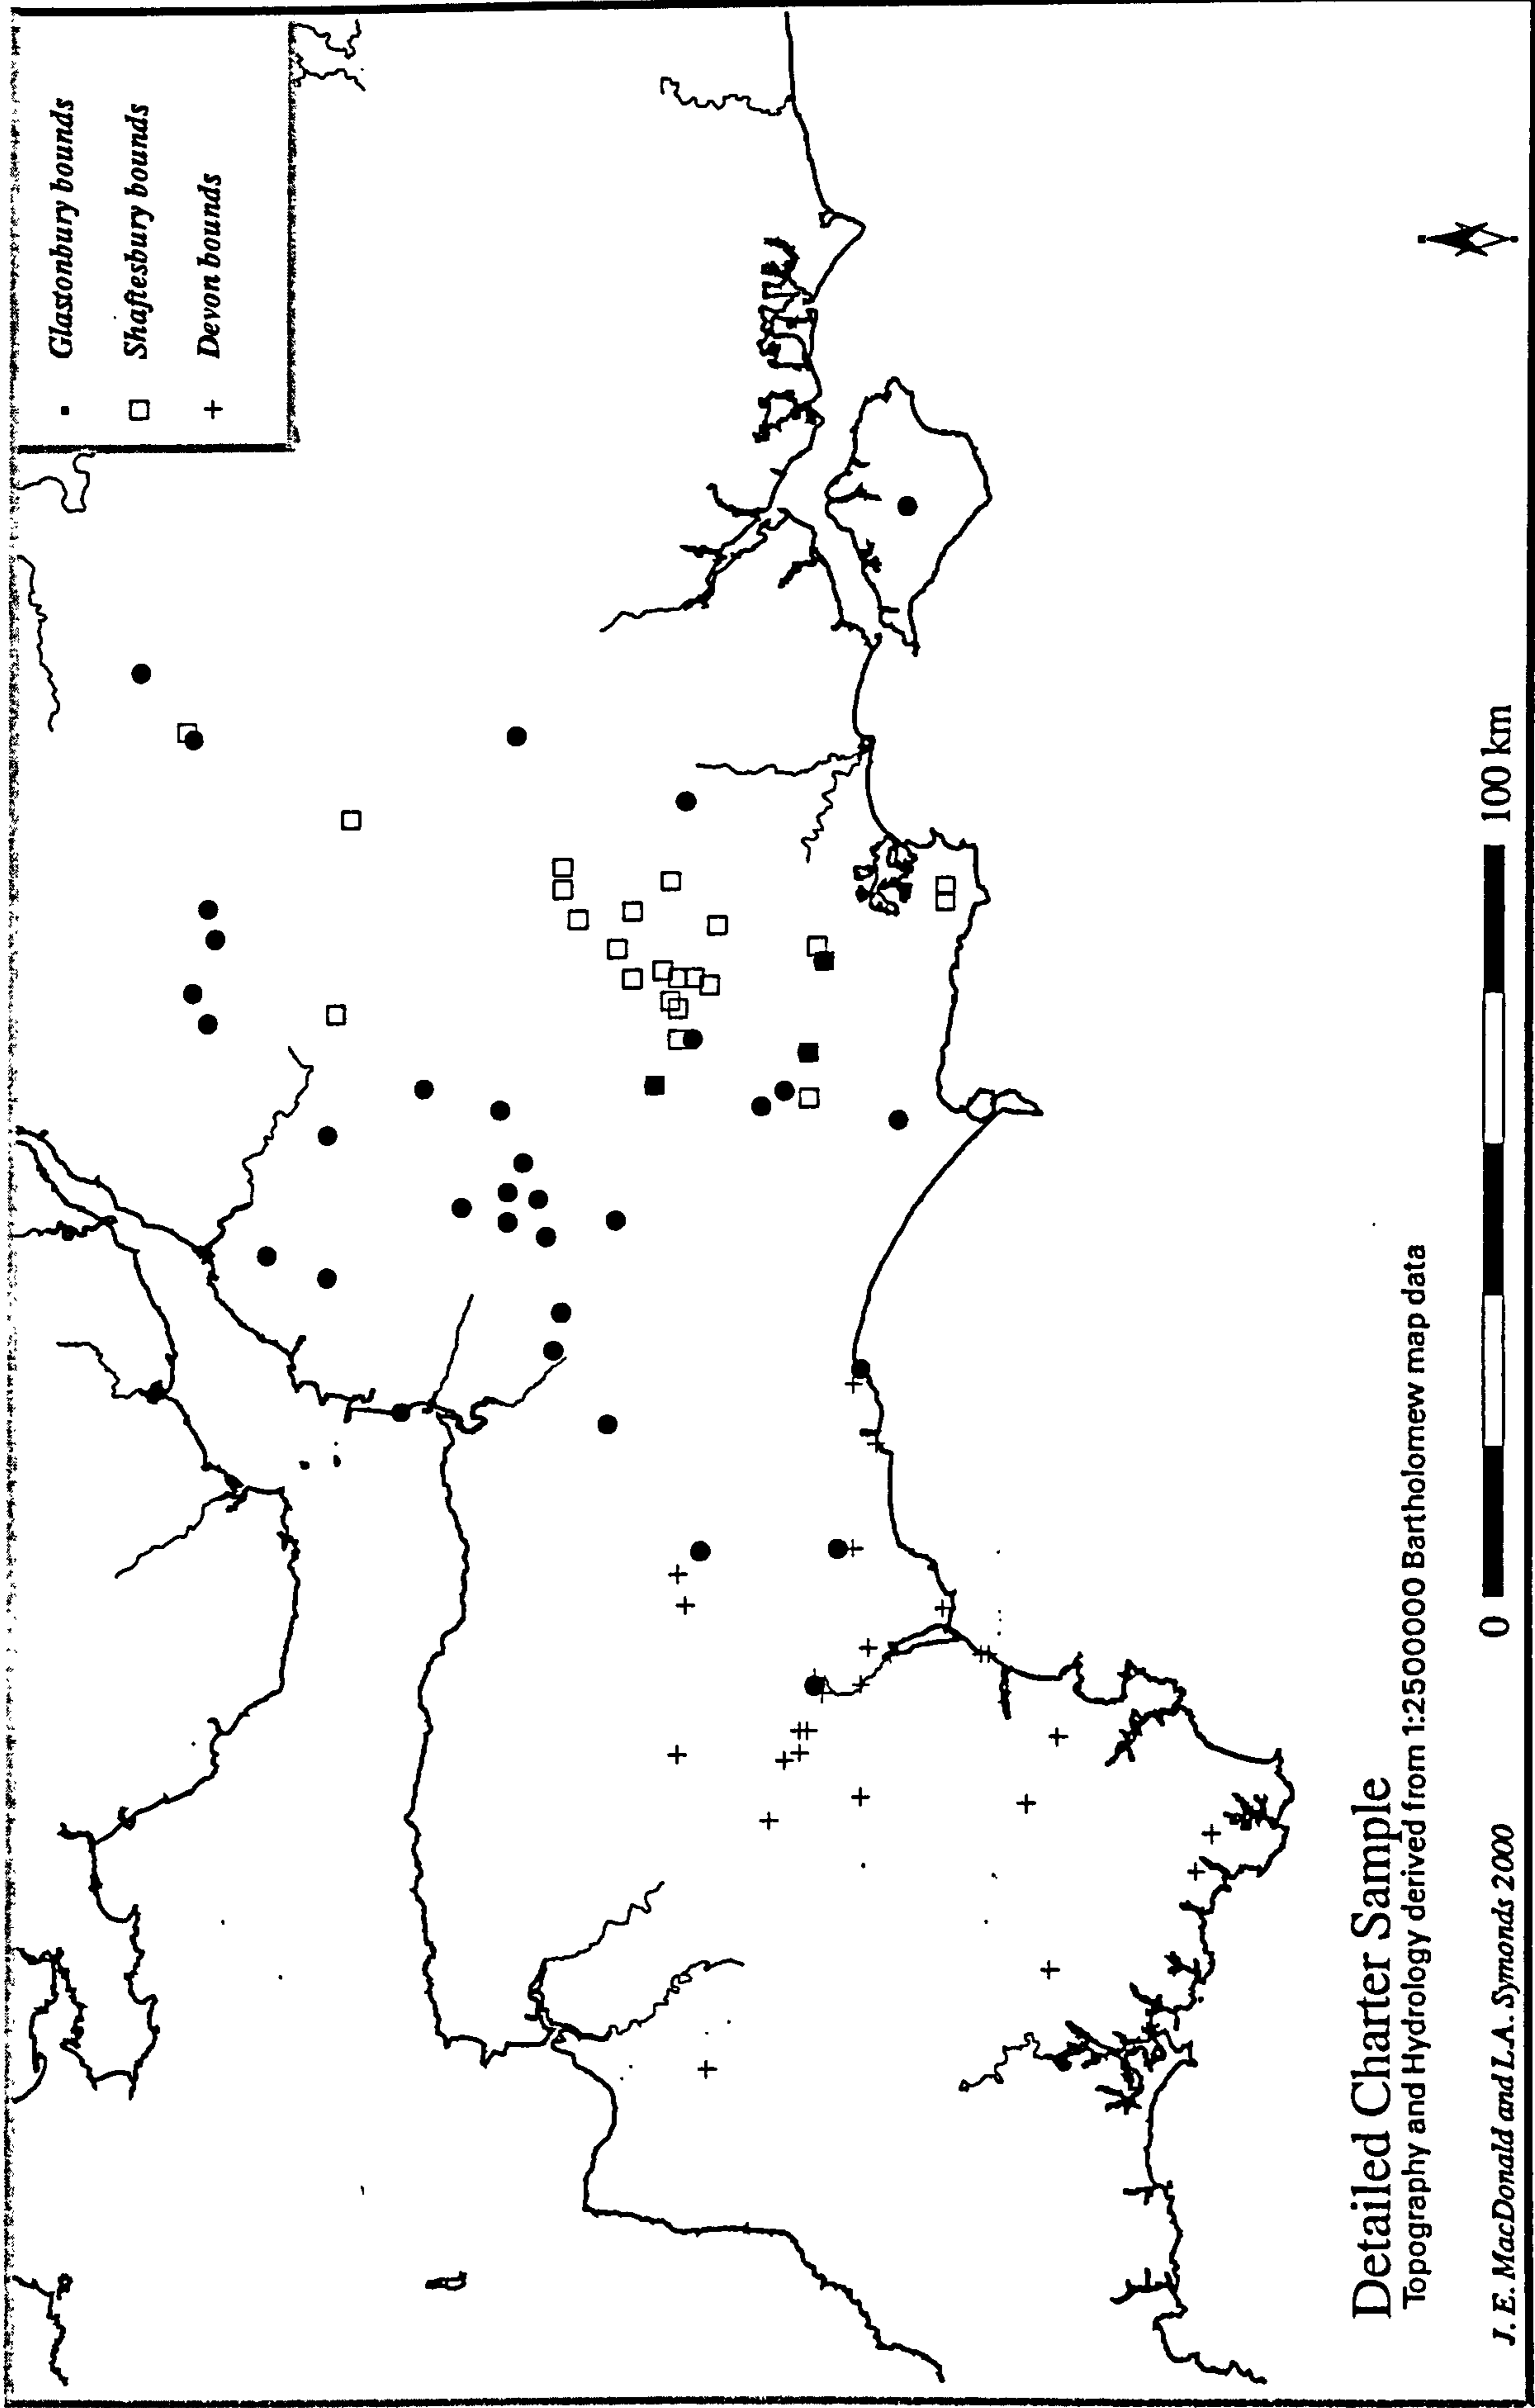 Glastonbury bounds
Shaftesbury bounds
Devon bounds
Detailed Charter Sample
Topography and Hydrology derived from 1:2500000 Bartholomew map data
0
100 km
J. E. MacDonald and L.A. Symonds 2000